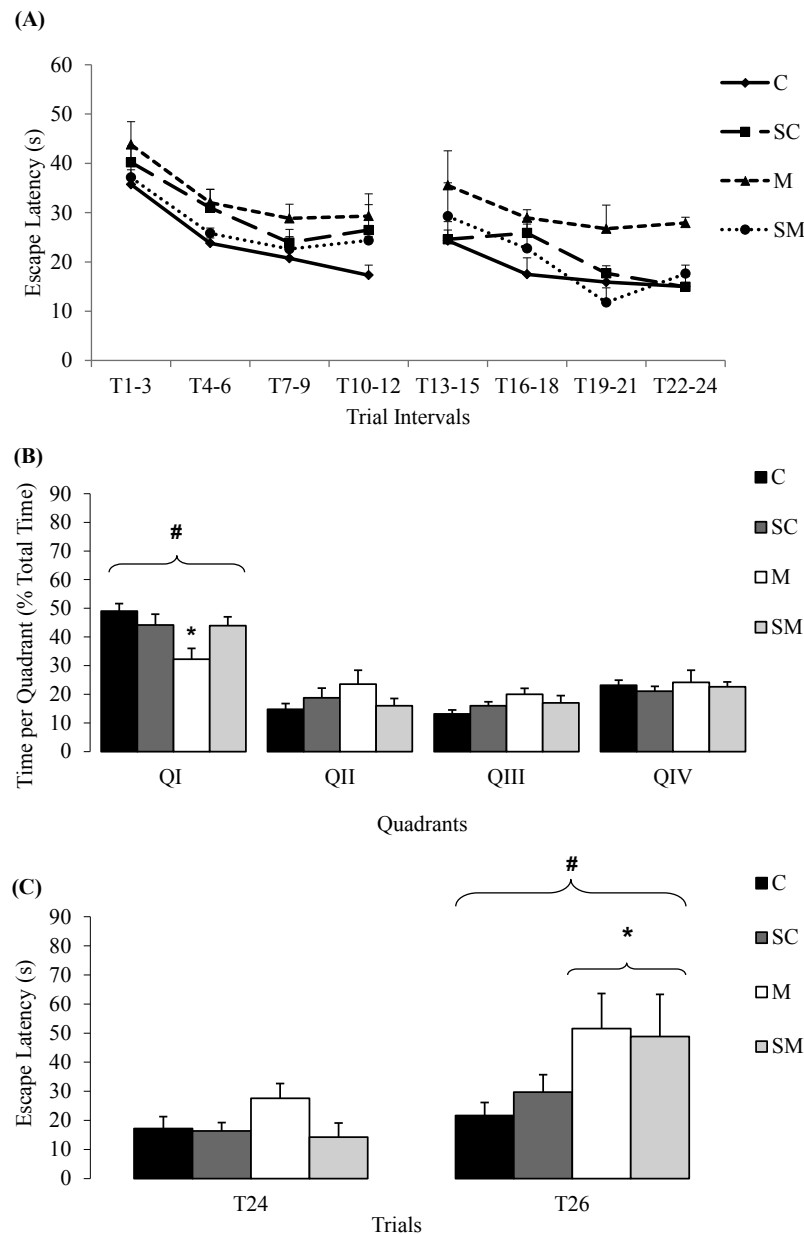 (A)
60
50
40
30
20
10
0
Escape Latency (s)
T1-3 T4-6 T7-9 T10-12 T13-15 T16-18 T19-21 T22-24
Trial Intervals
C
SC
M
SM
(B)
90
80
70
60
50
40
30
20
10
0
Time per Quadrant (% Total Time)
#
*
QI QII QIII QIV
Quadrants
C
SC
M
SM
(C)
90
80
70
60
50
40
30
20
10
0
Escape Latency (s)
#
*
T24 T26
Trials
C
SC
M
SM